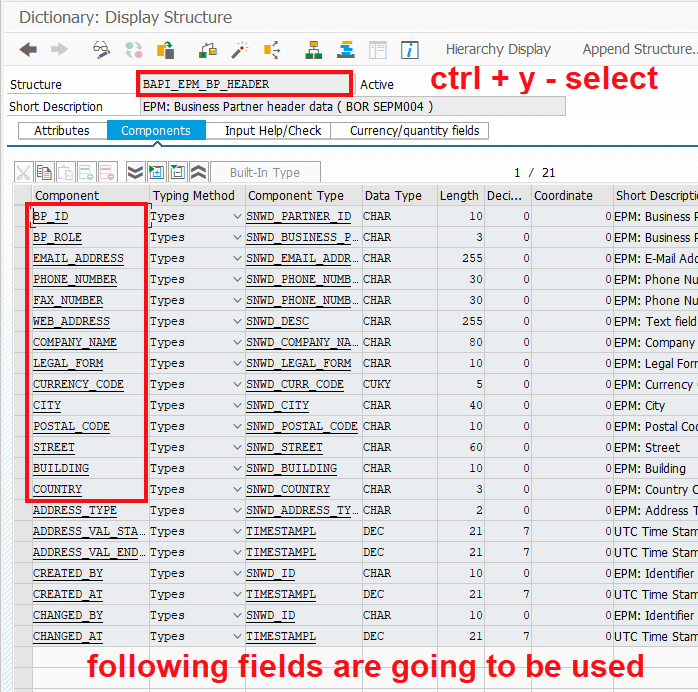 Dictionary: Display Structure
Hierarchy Display Append Structure..
Structure BAPI_EPM_BP_HEADER Active ctrl + y - select
Short Description EPM: Business Partner header data ( BOR SEPM004 )
Attributes Components Input Help/Check Currency/quantity fields
Built-In Type 1 / 21
Component Typing Method Component Type Data Type Length Deci... Coordinate Short Descripti
BP_ID Types SNWD_PARTNER_ID CHAR 10 0 0 EPM: Business P
BP_ROLE Types SNWD_BUSINESS_P... CHAR 3 0 0 EPM: Business P
EMAIL_ADDRESS Types SNWD_EMAIL_ADDR... CHAR 255 0 0 EPM: E-Mail Add
PHONE_NUMBER Types SNWD_PHONE_NUMB... CHAR 30 0 0 EPM: Phone Nu
FAX_NUMBER Types SNWD_PHONE_NUMB... CHAR 30 0 0 EPM: Phone Nu
WEB_ADDRESS Types SNWD_DESC CHAR 255 0 0 EPM: Text field
COMPANY_NAME Types SNWD_COMPANY_NA... CHAR 80 0 0 EPM: Company
LEGAL_FORM Types SNWD_LEGAL_FORM CHAR 10 0 0 EPM: Legal Form
CURRENCY_CODE Types SNWD_CURR_CODE CUKY 5 0 0 EPM: Currency
CITY Types SNWD_CITY CHAR 40 0 0 EPM: City
POSTAL_CODE Types SNWD_POSTAL_CODE CHAR 10 0 0 EPM: Postal Cod
STREET Types SNWD_STREET CHAR 60 0 0 EPM: Street
BUILDING Types SNWD_BUILDING CHAR 10 0 0 EPM: Building
COUNTRY Types SNWD_COUNTRY CHAR 3 0 0 EPM: Country C
ADDRESS_TYPE Types SNWD_ADDRESS_TY... CHAR 2 0 0 EPM: Address T
ADDRESS_VAL_STA... Types TIMESTAMPL DEC 21 7 0 UTC Time Stam
ADDRESS_VAL_END... Types TIMESTAMPL DEC 21 7 0 UTC Time Stam
CREATED_BY Types SNWD_ID CHAR 10 0 0 EPM: Identifier
CREATED_AT Types TIMESTAMPL DEC 21 7 0 UTC Time Stam
CHANGED_BY Types SNWD_ID CHAR 10 0 0 EPM: Identifier
CHANGED_AT Types TIMESTAMPL DEC 21 7 0 UTC Time Stam
following fields are going to be used